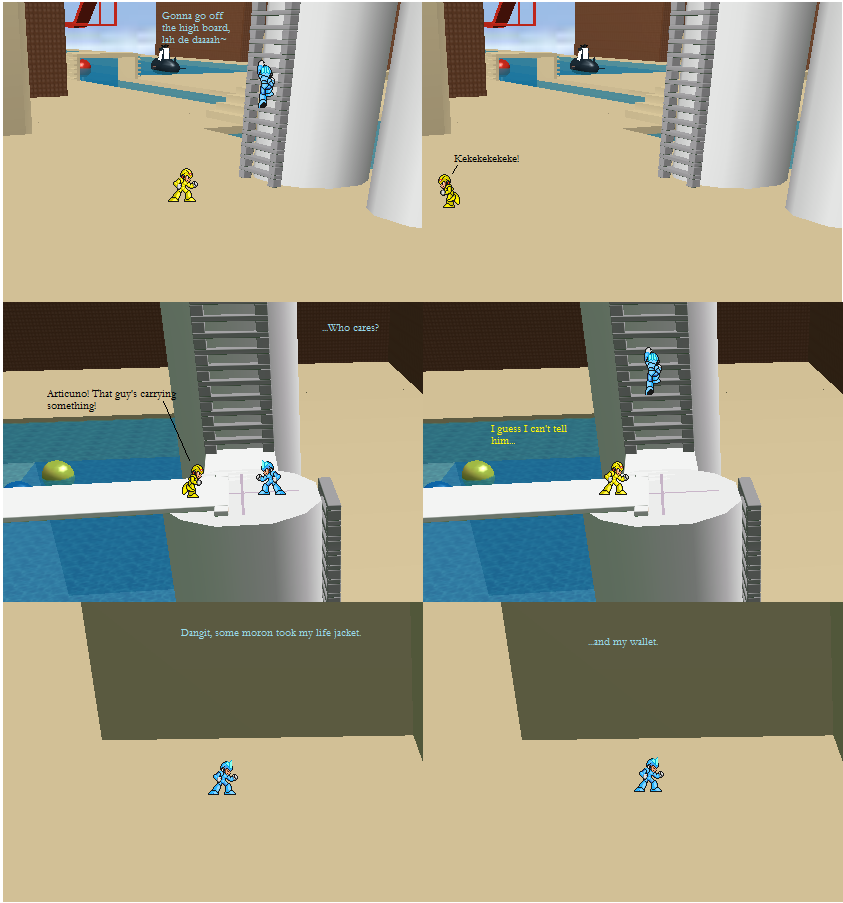 Gonna go off
the high board,
lah de daaaah~
Kekekekekeke!
...Who cares?
Articuno! That guy's carrying
something!
I guess I can't tell
him...
Dangit, some moron took my life jacket.
...and my wallet.